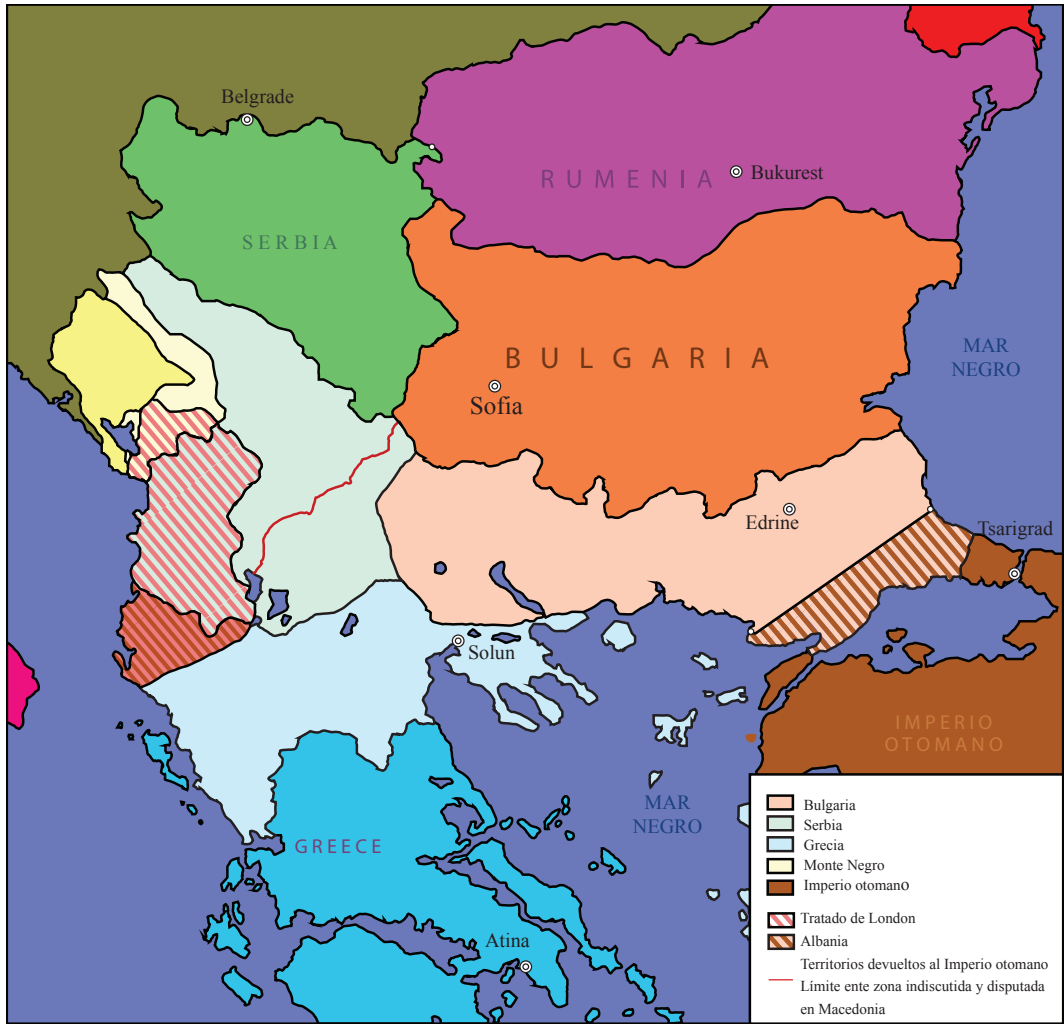 Belgrade
RUMENIA
Bukurest
SERBIA
BULGARIA
MAR
NEGRO
Sofia
Edrine
Tsarigrad
Solun
IMPERIO
OTOMANO
MAR
NEGRO
GREECE
Atina
Bulgaria
Serbia
Grecia
Monte Negro
Imperio otomano
Tratado de London
Albania
Territorios devueltos al Imperio otomano
Limite ente zona indiscutida y disputada
en Macedonia